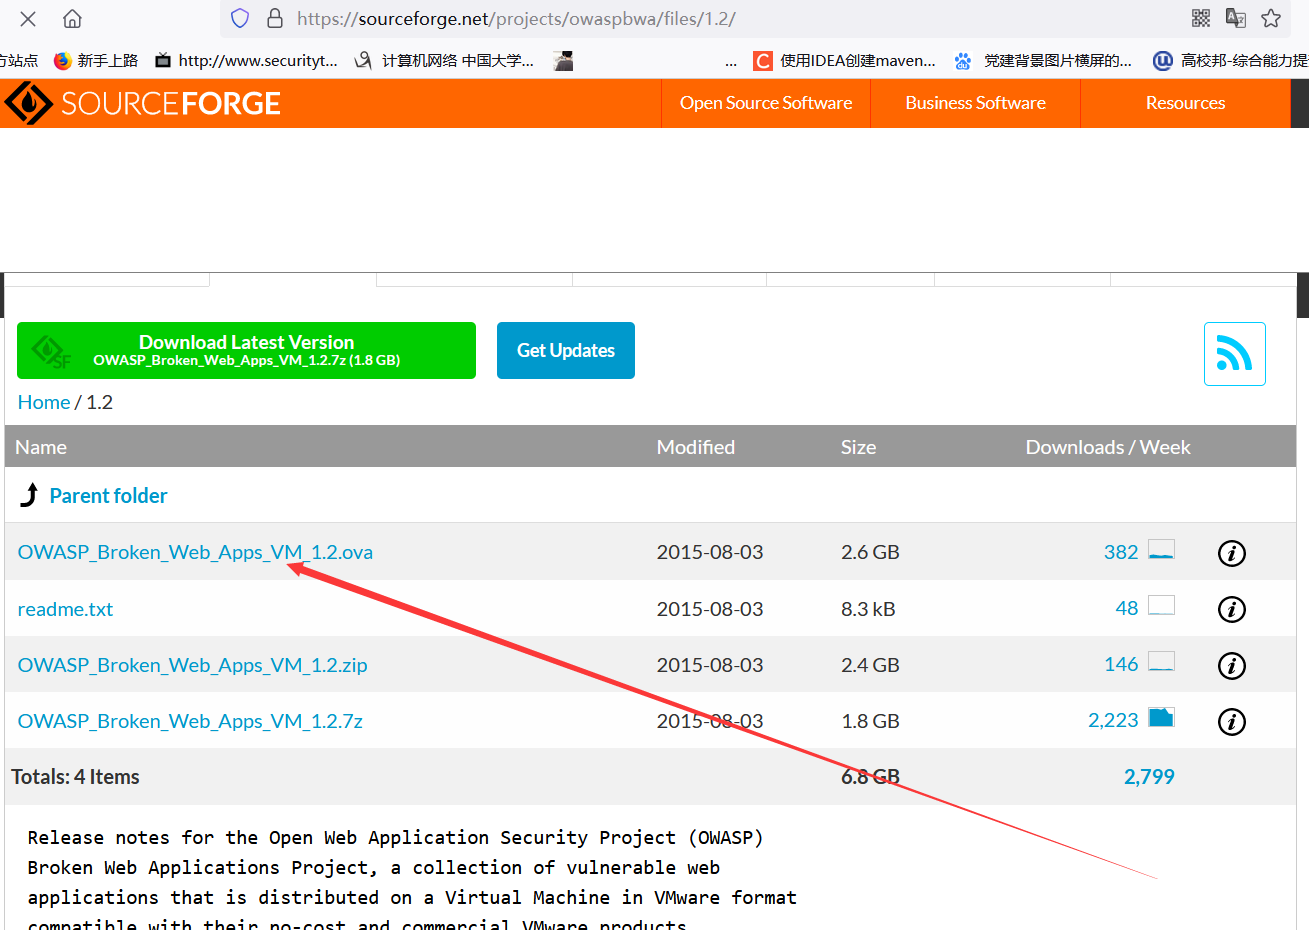 https://sourceforge.net/projects/owaspbwa/files/1.2/
方站点 新手上路 http://www.securityt... 计算机网络 中国大学... ... C 使用IDEA创建maven... 党建背景图片横屏的... 高校邦-综合能力提
SOURCEFORGE Open Source Software Business Software Resources
Download Latest Version
OWASP_Broken_Web_Apps_VM_1.2.7z (1.8 GB)
SF
Get Updates
Home / 1.2
Name Modified Size Downloads / Week
Parent folder
OWASP_Broken_Web_Apps_VM_1.2.ova 2015-08-03 2.6 GB 382
readme.txt 2015-08-03 8.3 kB 48
OWASP_Broken_Web_Apps_VM_1.2.zip 2015-08-03 2.4 GB 146
OWASP_Broken_Web_Apps_VM_1.2.7z 2015-08-03 1.8 GB 2,223
Totals: 4 Items 6.8 GB 2,799
Release notes for the Open Web Application Security Project (OWASP)
Broken Web Applications Project, a collection of vulnerable web
applications that is distributed on a Virtual Machine in VMware format
compatible with their no-cost and commercial VMware products.